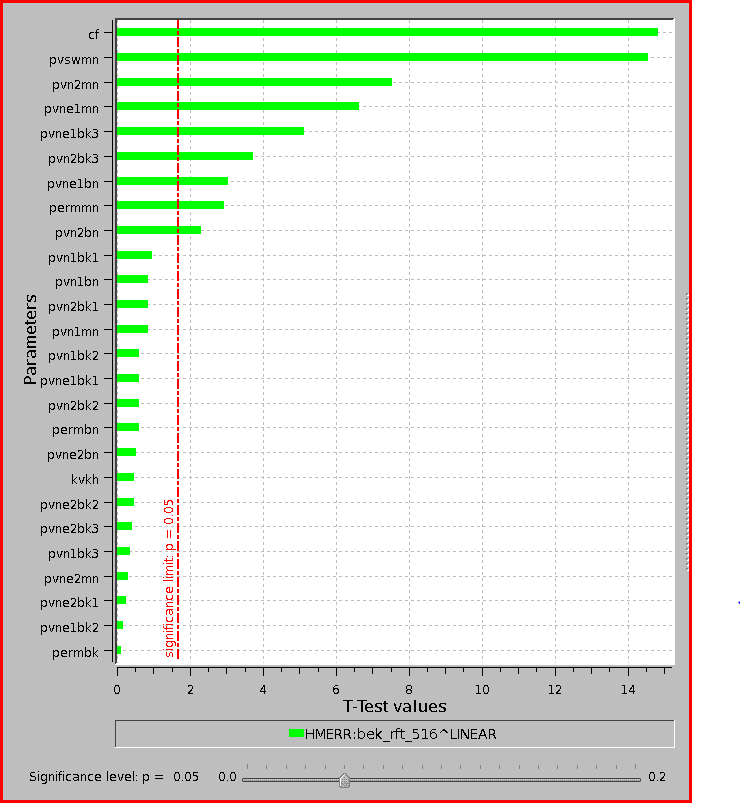 cf
pvswmn
pvn2mn
pvne1mn
pvne1bk3
pvn2bk3
pvne1bn
permmn
pvn2bn
pvn1bk1
pvn1bn
pvn2bk1
pvn1mn
pvn1bk2
pvne1bk1
pvn2bk2
permbn
pvne2bn
kvkh
pvne2bk2
pvne2bk3
pvn1bk3
pvne2mn
pvne2bk1
pvne1bk2
permbk
Parameters
significance limit: p = 0.05
0 2 4 6 8 10 12 14
T-Test values
HMERR:bek_rft_516^LINEAR
Significance level: p = 0.05 0.0 0.2